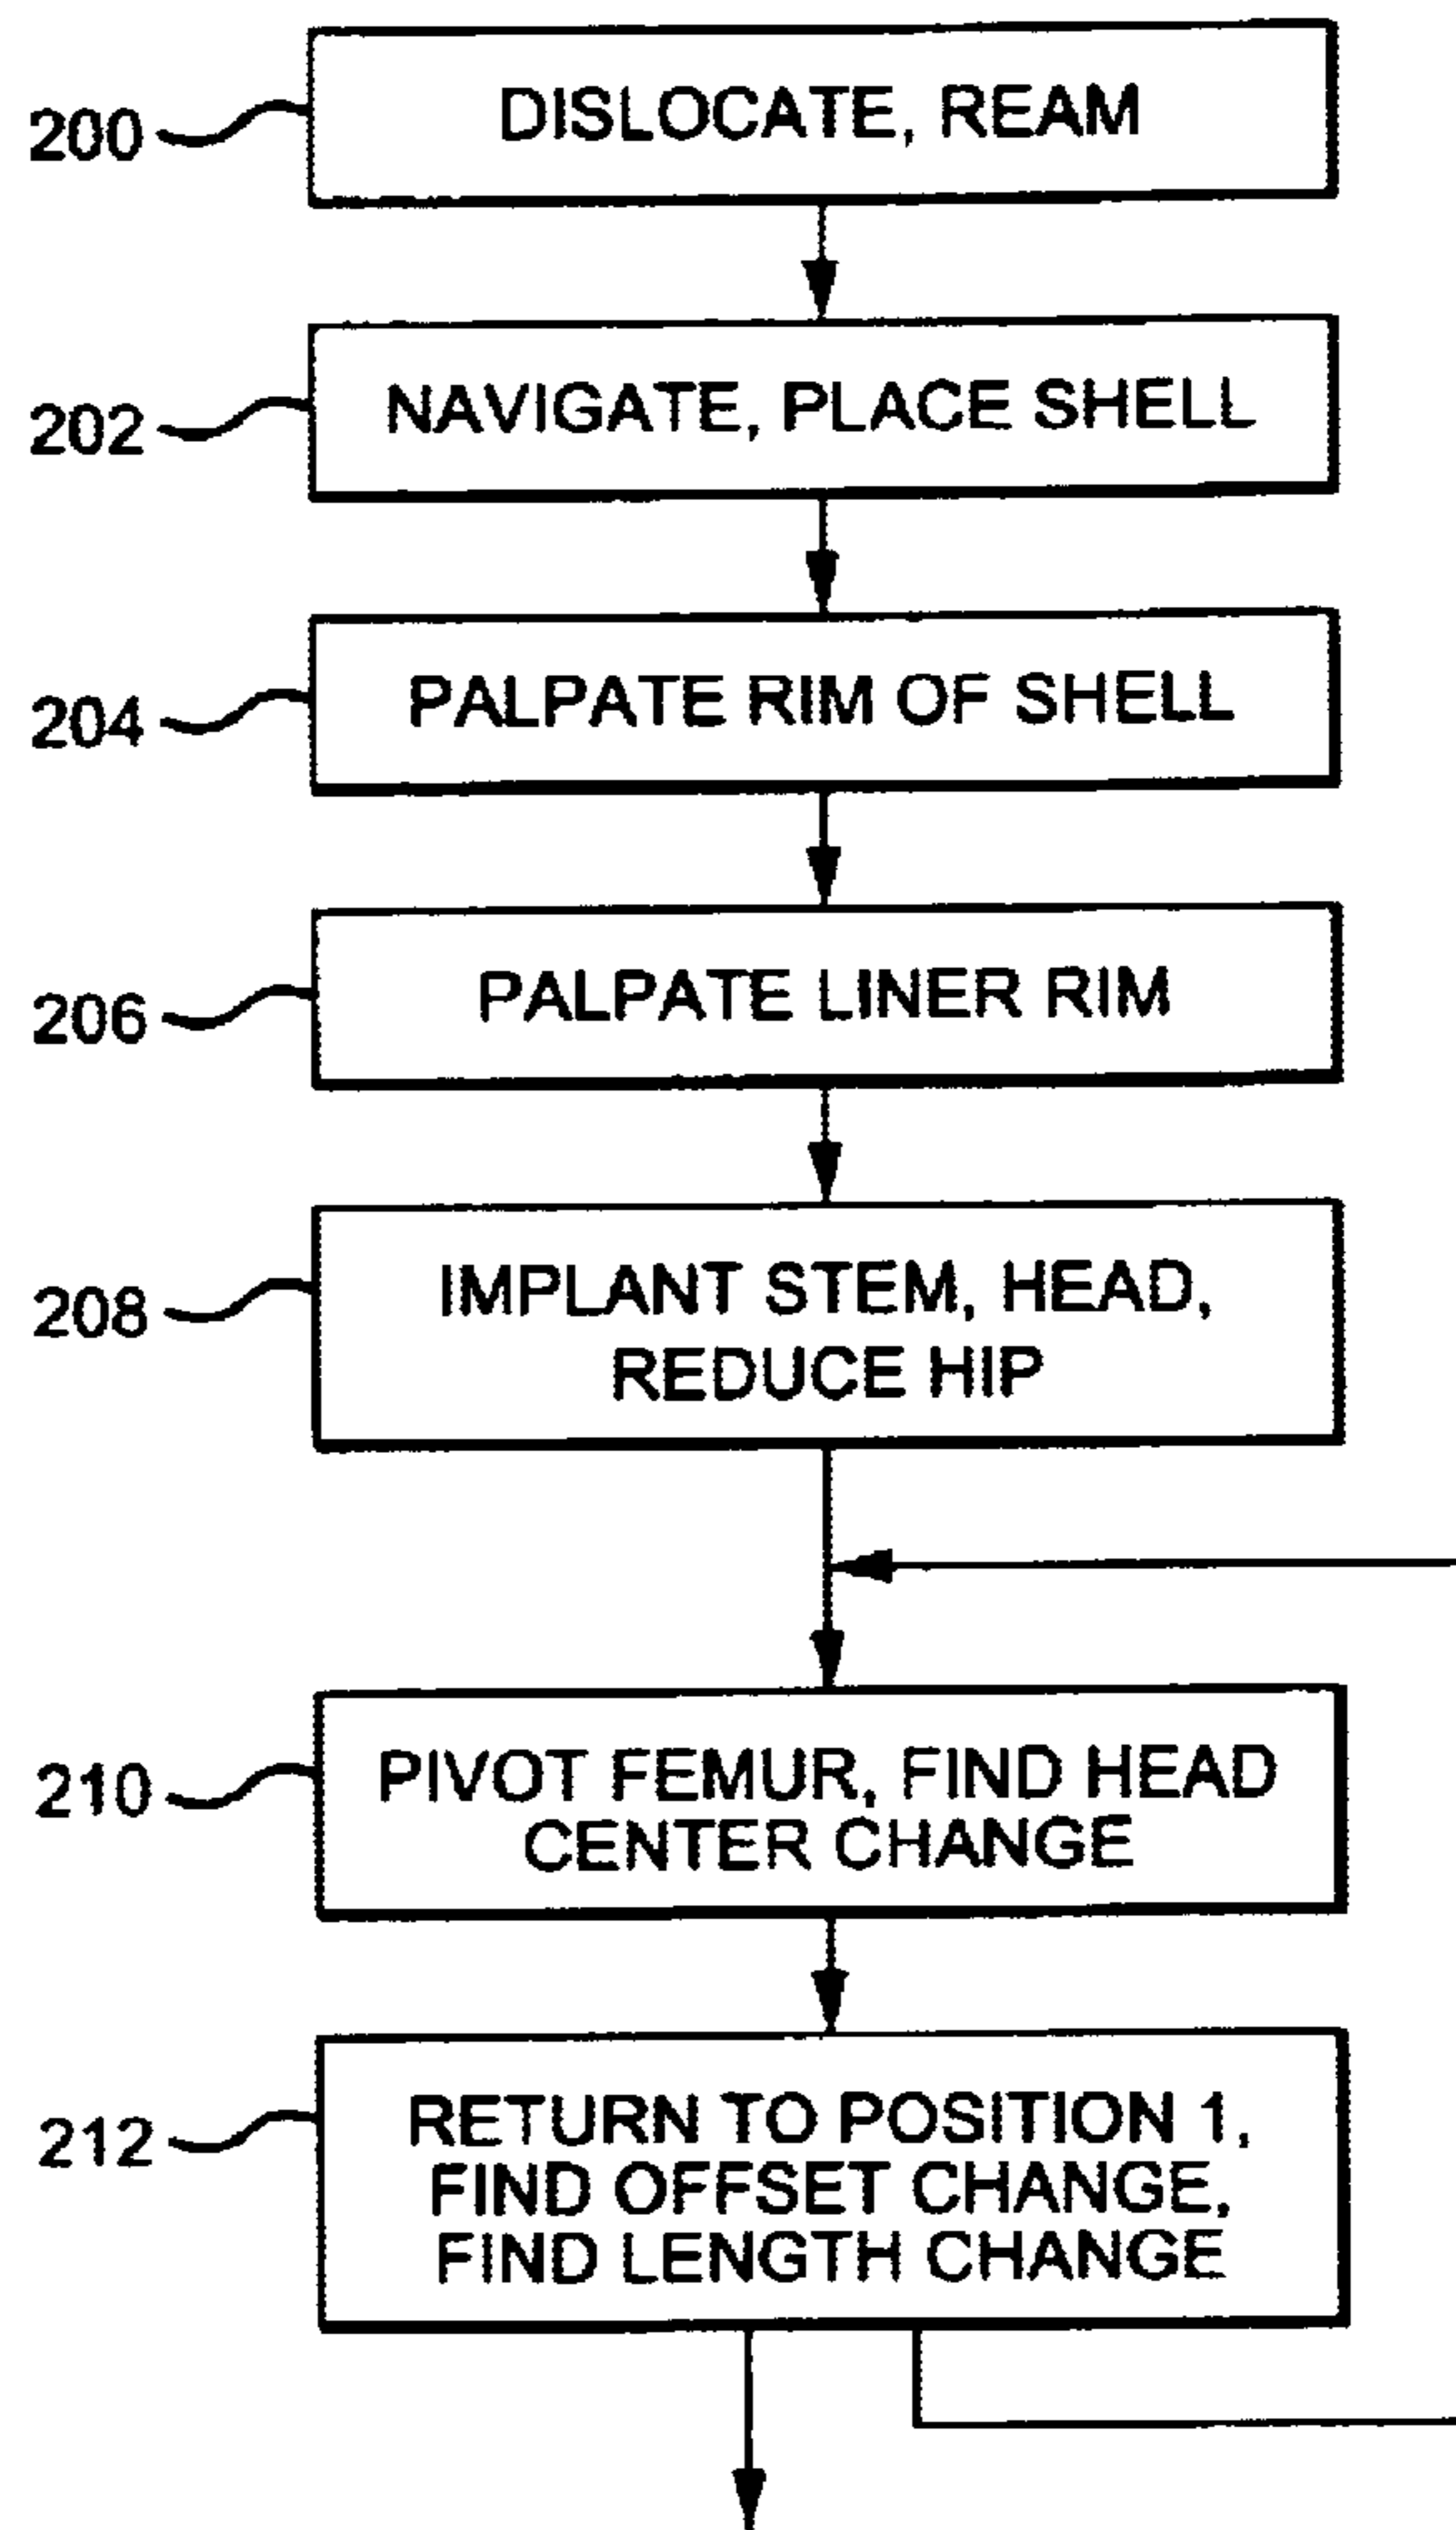 200
DISLOCATE, REAM
202
NAVIGATE, PLACE SHELL
204
PALPATE RIM OF SHELL
206
PALPATE LINER RIM
208
IMPLANT STEM, HEAD,
REDUCE HIP
210
PIVOT FEMUR, FIND HEAD
CENTER CHANGE
212
RETURN TO POSITION 1,
FIND OFFSET CHANGE,
FIND LENGTH CHANGE